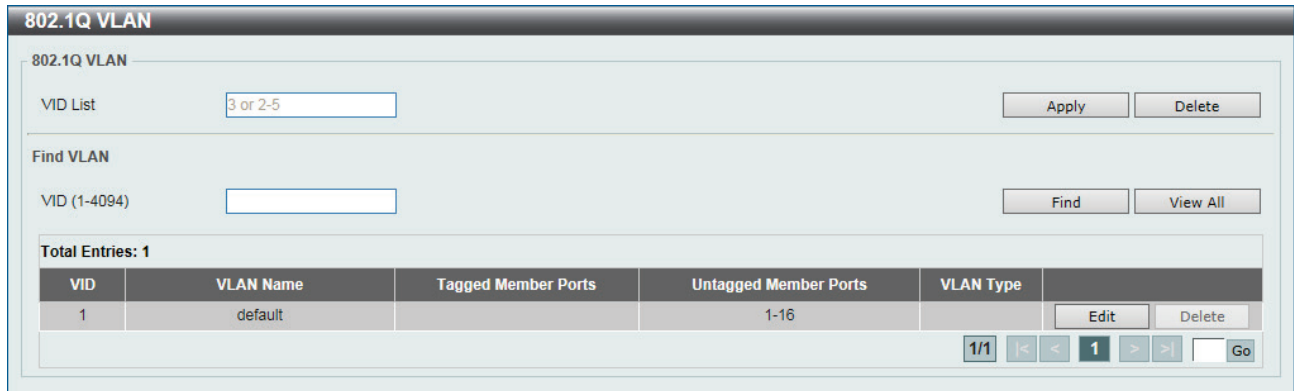 802.1Q VLAN
802.1Q VLAN
VID List 3 or 2-5 Apply Delete
Find VLAN
VID (1-4094) Find View All
Total Entries: 1
VID VLAN Name Tagged Member Ports Untagged Member Ports VLAN Type
1 default 1-16 Edit Delete
1/1 |< < 1 > >| Go